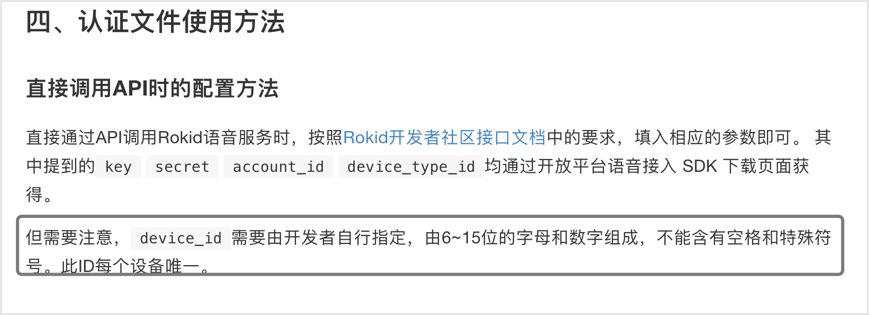 四、认证文件使用方法
直接调用API时的配置方法
直接通过API调用Rokid语音服务时，按照Rokid开发者社区接口文档中的要求，填入相应的参数即可。 其
中提到的 key secret account_id device_type_id 均通过开放平台语音接入 SDK 下载页面获
得。
但需要注意， device_id 需要由开发者自行指定，由6~15位的字母和数字组成，不能含有空格和特殊符
号。此ID每个设备唯一。